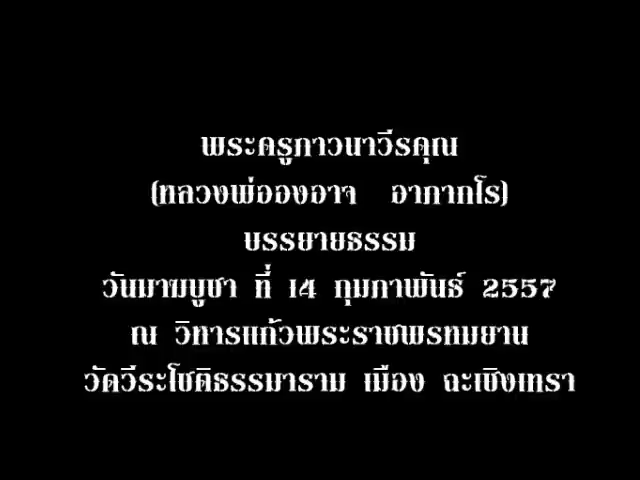 พระครูภาวนาวีรคุณ
(หลวงพ่อองอาจ อาภากโร)
บรรยายธรรม
วันมาฆบูชา ที่ 14 กุมภาพันธ์ 2557
ณ วิหารแก้วพระราชพรหมยาน
วัดวีระโชติธรรมาราม เมือง ฉะเชิงเทรา